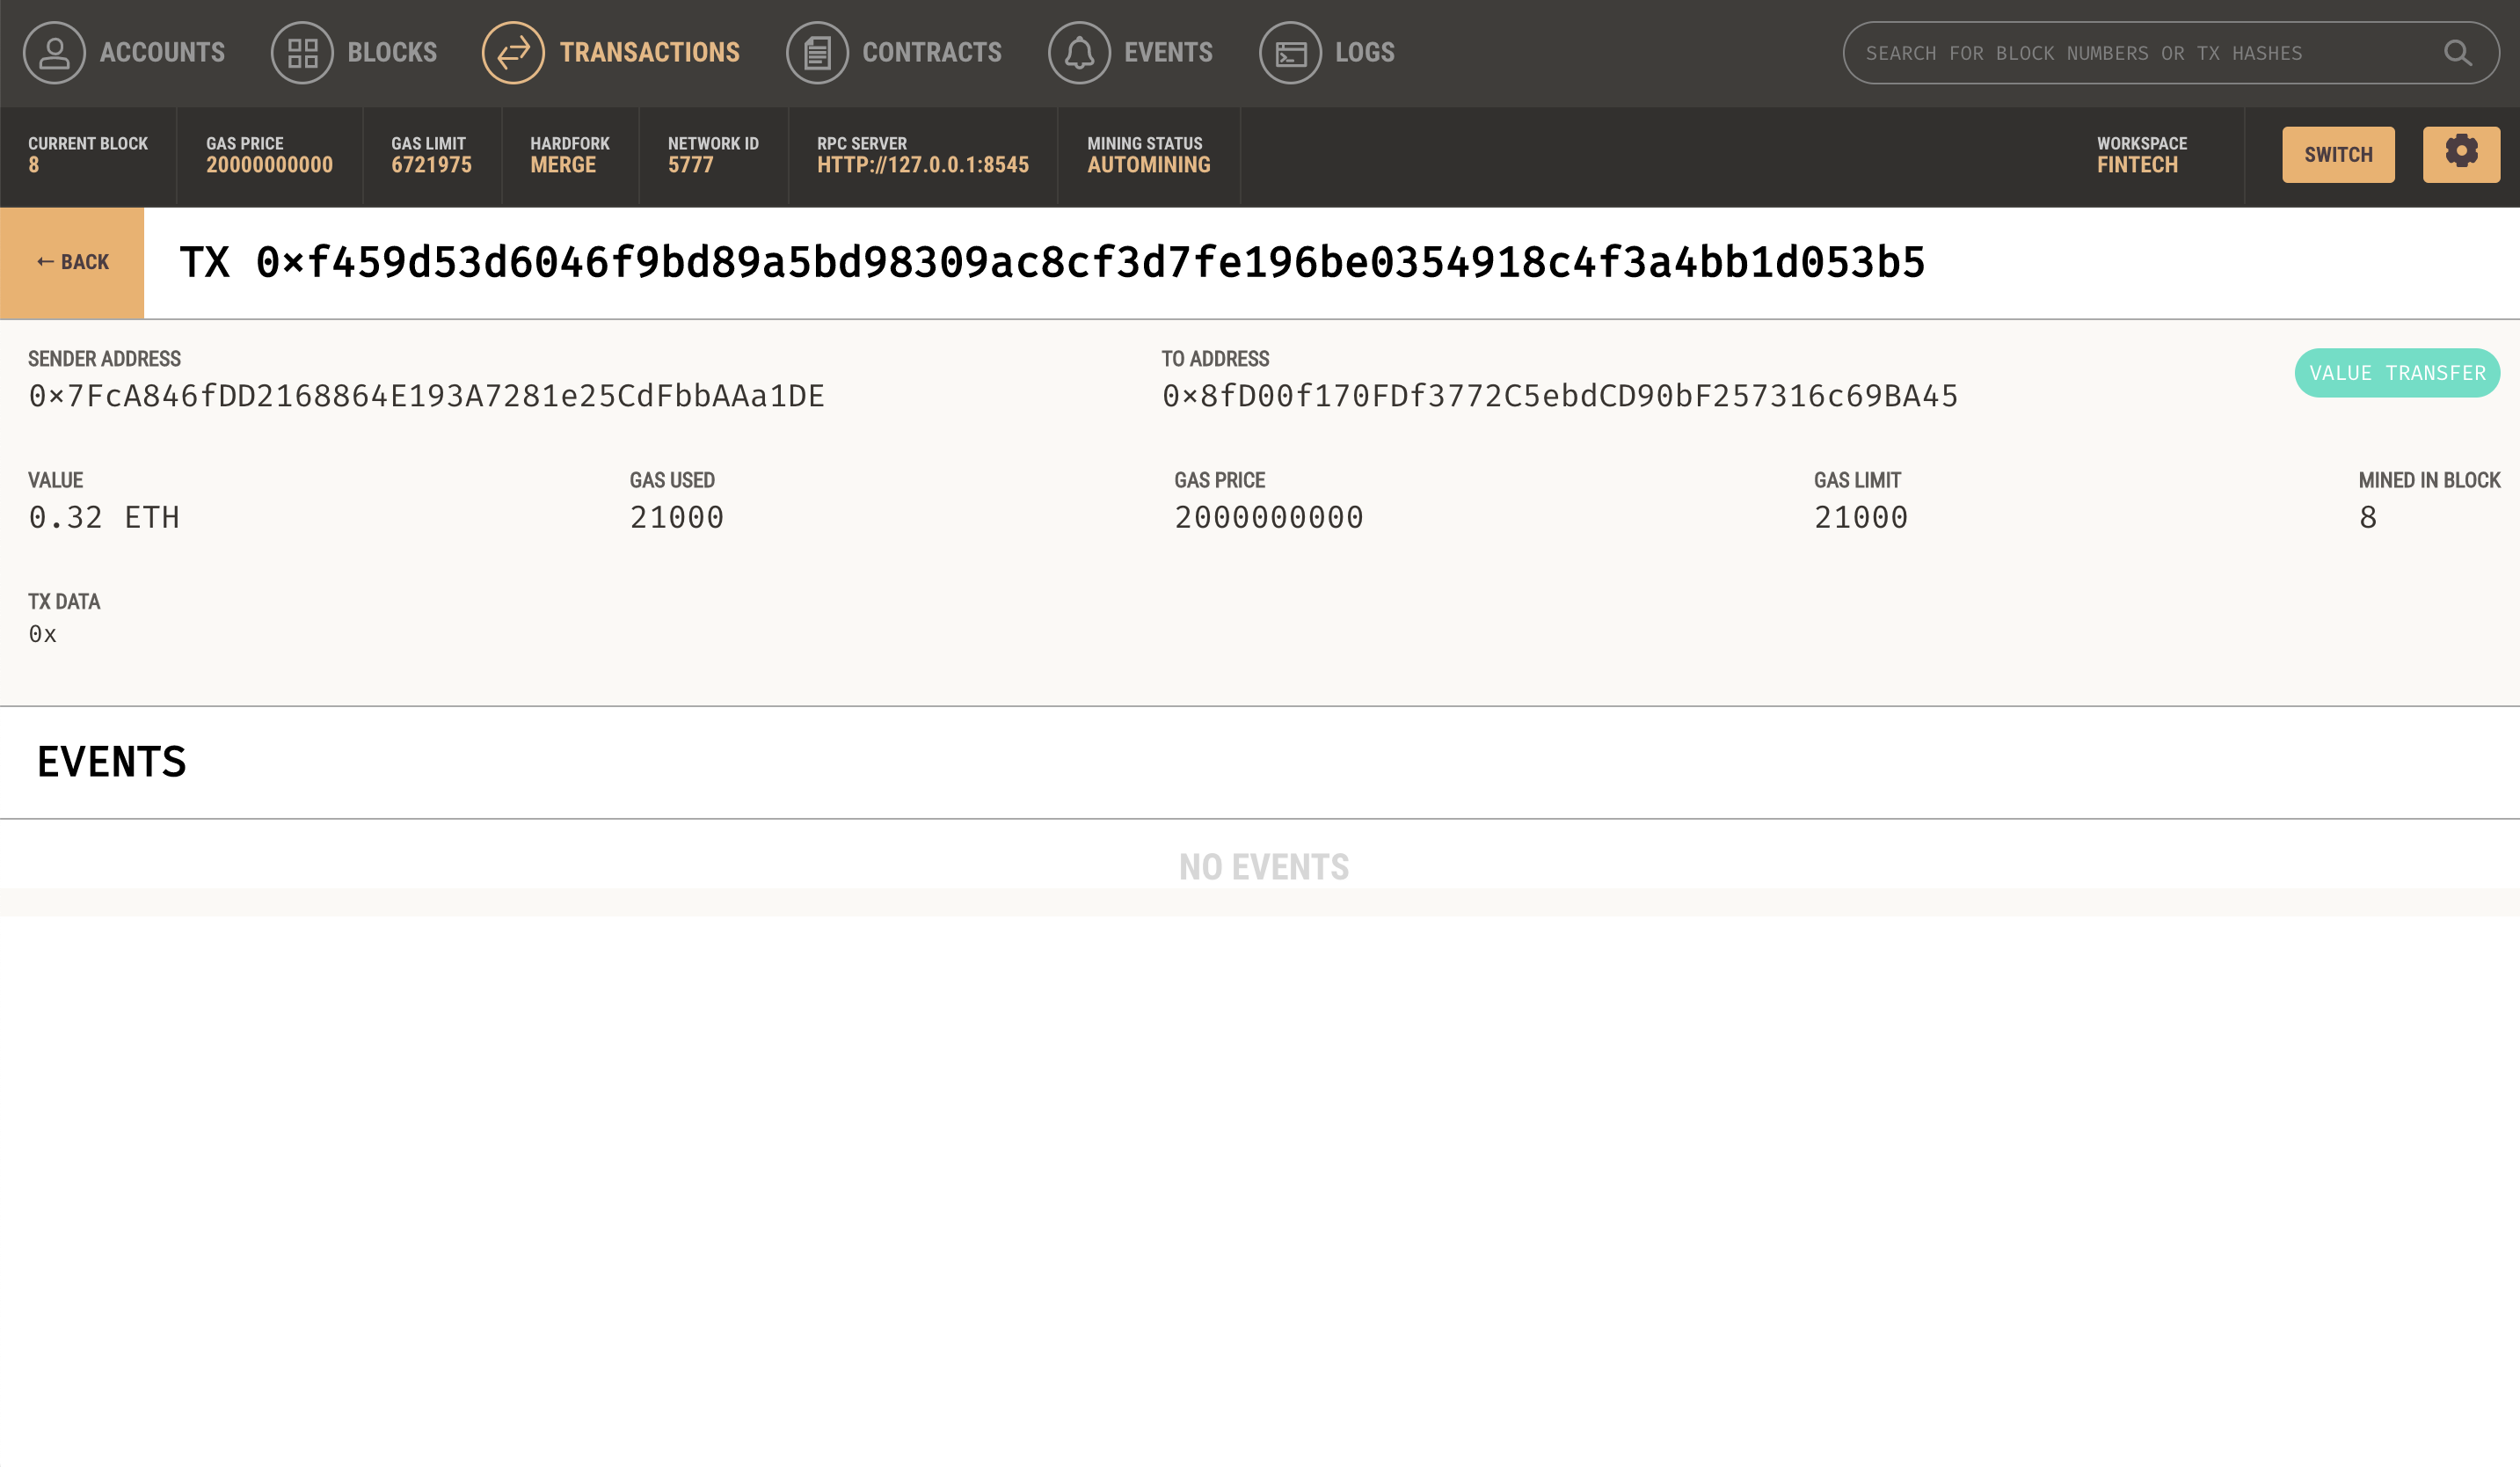 ACCOUNTS BLOCKS TRANSACTIONS CONTRACTS EVENTS LOGS SEARCH FOR BLOCK NUMBERS OR TX HASHES
CURRENT BLOCK GAS PRICE GAS LIMIT HARDFORK NETWORK ID RPC SERVER MINING STATUS WORKSPACE
8 20000000000 6721975 MERGE 5777 HTTP://127.0.0.1:8545 AUTOMINING FINTECH SWITCH
← BACK TX 0×f459d53d6046f9bd89a5bd98309ac8cf3d7fe196be0354918c4f3a4bb1d053b5
SENDER ADDRESS TO ADDRESS
0×7FcA846fDD2168864E193A7281e25CdFbbAAa1DE 0×8fD00f170FDf3772C5ebdCD90bF257316c69BA45 VALUE TRANSFER
VALUE GAS USED GAS PRICE GAS LIMIT MINED IN BLOCK
0.32 ETH 21000 2000000000 21000 8
TX DATA
0x
EVENTS
NO EVENTS